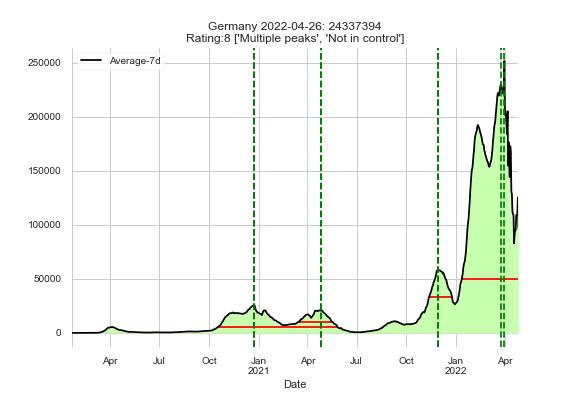 Germany 2022-04-26: 24337394
Rating:8 ['Multiple peaks', 'Not in control']
Average-7d
250000
200000
150000
100000
50000
0
Apr Jul Oct Jan Apr Jul Oct Jan Apr
2021 2022
Date